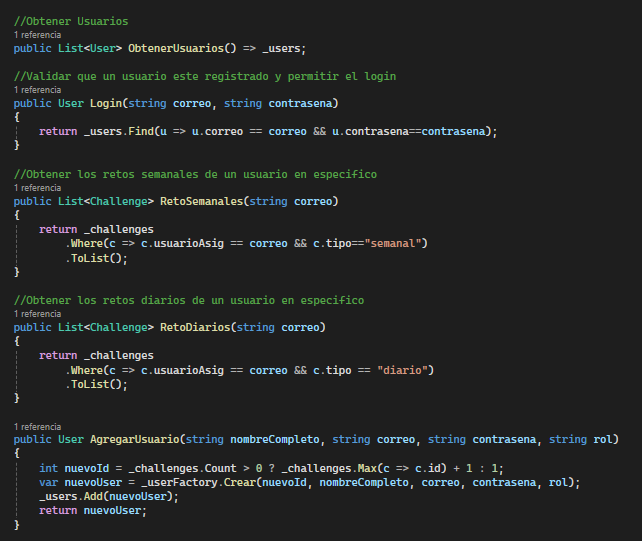 //Obtener Usuarios
1 referencia
public List<User> ObtenerUsuarios() => _users;
//Validar que un usuario este registrado y permitir el login
1 referencia
public User Login(string correo, string contrasena)
{
return _users.Find(u => u.correo == correo && u.contrasena==contrasena);
}
//Obtener los retos semanales de un usuario en especifico
1 referencia
public List<Challenge> RetoSemanales(string correo)
{
return _challenges
.Where(c => c.usuarioAsig == correo && c.tipo=="semanal")
.ToList();
}
//Obtener los retos diarios de un usuario en especifico
1 referencia
public List<Challenge> RetoDiarios(string correo)
{
return _challenges
.Where(c => c.usuarioAsig == correo && c.tipo == "diario")
.ToList();
}
1 referencia
public User AgregarUsuario(string nombreCompleto, string correo, string contrasena, string rol)
{
int nuevoId = _challenges.Count > 0 ? _challenges.Max(c => c.id) + 1 : 1;
var nuevoUser = _userFactory.Crear(nuevoId, nombreCompleto, correo, contrasena, rol);
_users.Add(nuevoUser);
return nuevoUser;
}